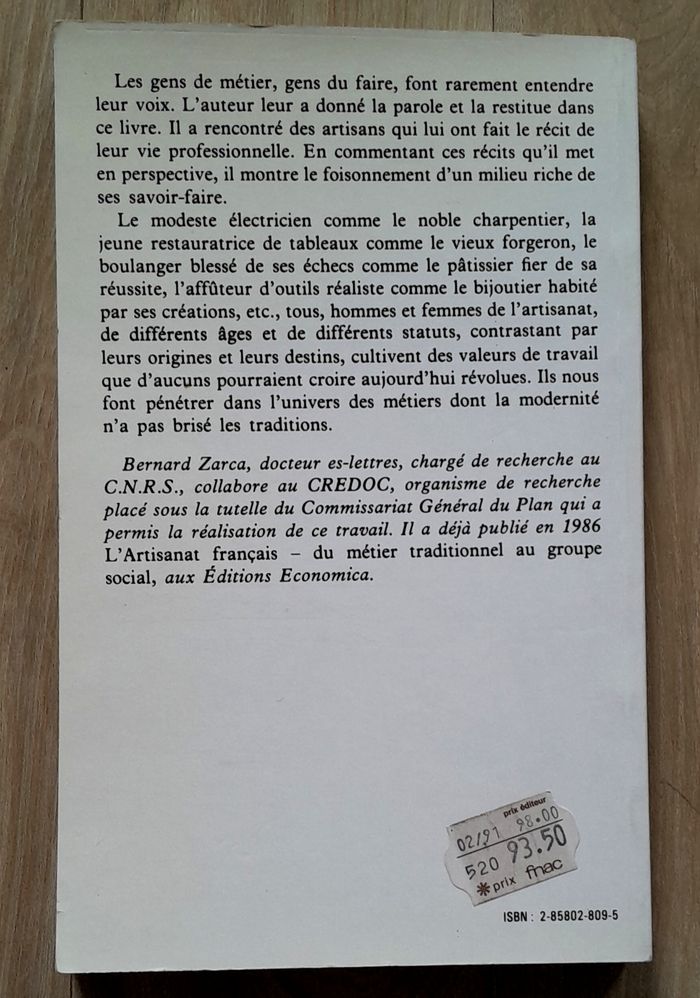 Les gens de métier, gens du faire, font rarement entendre
leur voix. L'auteur leur a donné la parole et la restitue dans
ce livre. Il a rencontré des artisans qui lui ont fait le récit de
leur vie professionnelle. En commentant ces récits qu'il met
en perspective, il montre le foisonnement d'un milieu riche de
ses savoir-faire.
Le modeste électricien comme le noble charpentier, la
jeune restauratrice de tableaux comme le vieux forgeron, le
boulanger blessé de ses échecs comme le pâtissier fier de sa
réussite, l'affûteur d'outils réaliste comme le bijoutier habité
par ses créations, etc., tous, hommes et femmes de l'artisanat,
de différents âges et de différents statuts, contrastant par
leurs origines et leurs destins, cultivent des valeurs de travail
que d'aucuns pourraient croire aujourd'hui révolues. Ils nous
font pénétrer dans l'univers des métiers dont la modernité
n'a pas brisé les traditions.
Bernard Zarca, docteur es-lettres, chargé de recherche au
C.N.R.S., collabore au CREDOC, organisme de recherche
placé sous la tutelle du Commissariat Général du Plan qui a
permis la réalisation de ce travail. Il a déjà publié en 1986
L'Artisanat français – du métier traditionnel au groupe
social, aux Éditions Economica.
prix éditeur
02/91 98.00
520 93.50
*prix fnac
ISBN : 2-85802-809-5